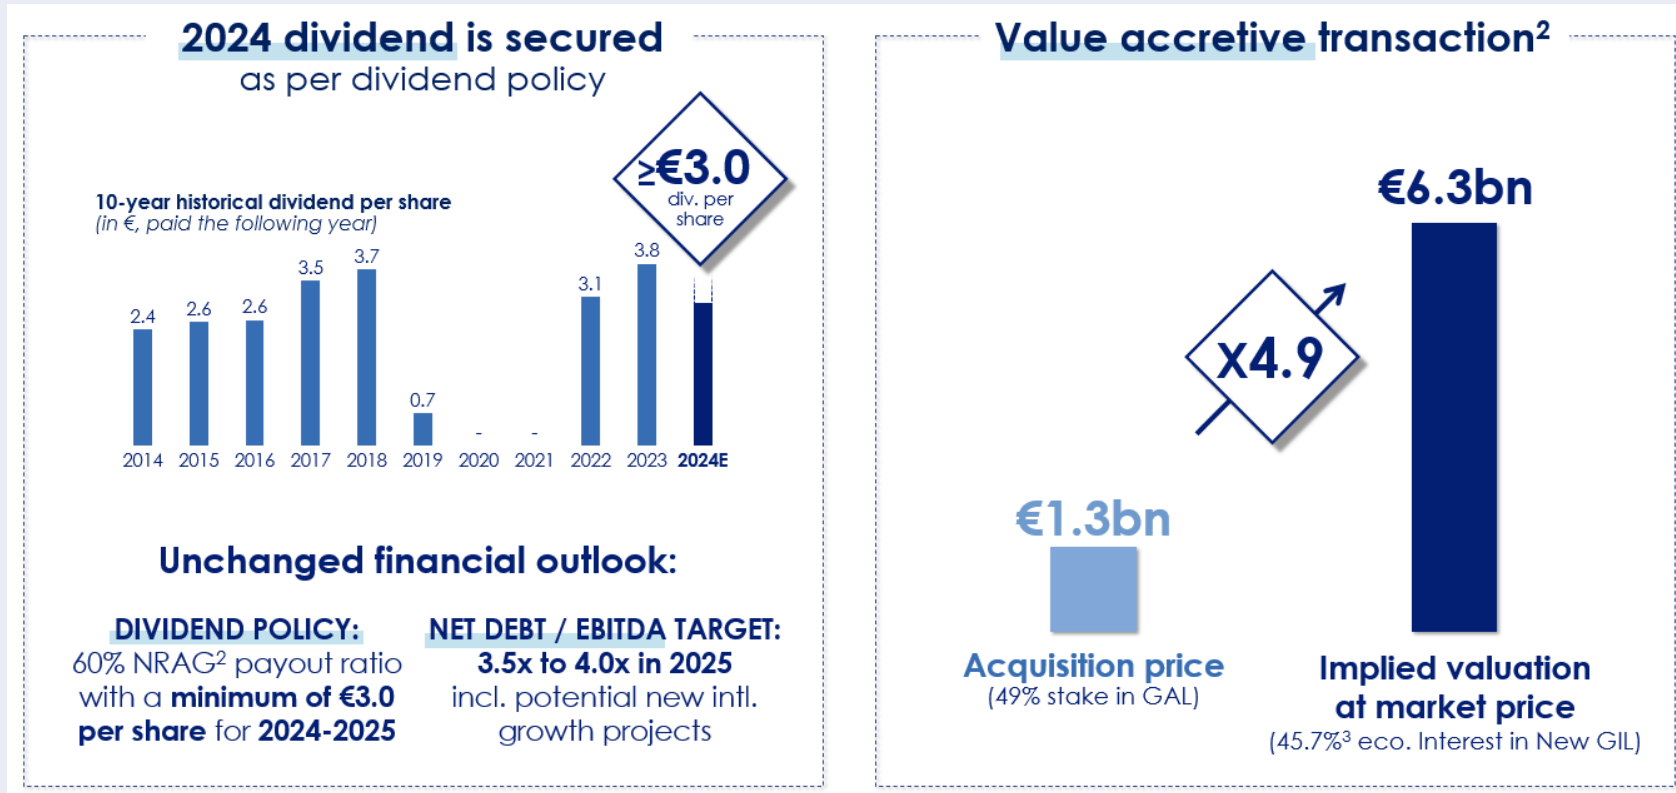 2024 dividend is secured
as per dividend policy
≥€3.0
div. per
share
10-year historical dividend per share
(in €, paid the following year)
2.4
2.6
2.6
3.5
3.7
0.7
-
-
3.1
3.8
2014 2015 2016 2017 2018 2019 2020 2021 2022 2023 2024E
Unchanged financial outlook:
DIVIDEND POLICY:
60% NRAG² payout ratio
with a minimum of €3.0
per share for 2024-2025
NET DEBT / EBITDA TARGET:
3.5x to 4.0x in 2025
incl. potential new intl.
growth projects
Value accretive transaction²
€6.3bn
X4.9
€1.3bn
Acquisition price
(49% stake in GAL)
Implied valuation
at market price
(45.7%³ eco. Interest in New GIL)